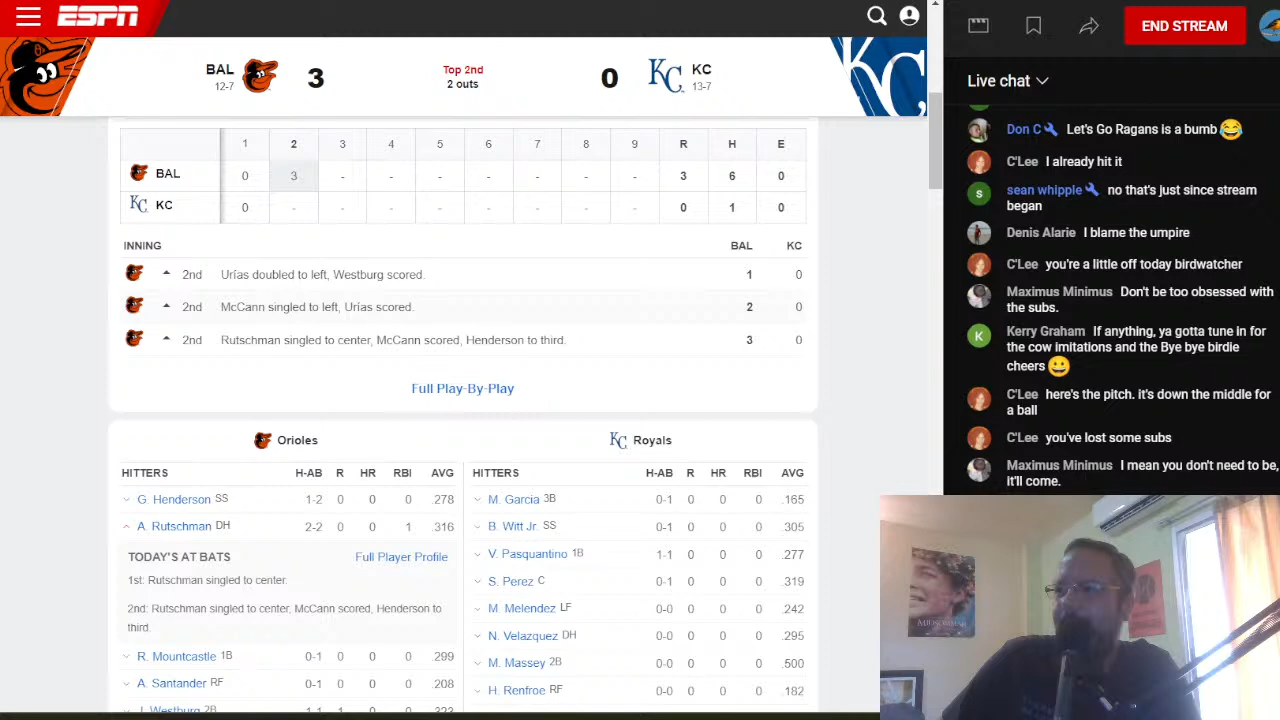 ESPN
END STREAM
BAL
12-7
3
Top 2nd
2 outs
0
KC
13-7
Live chat
1 2 3 4 5 6 7 8 9 R H E
BAL 0 3 - - - - - - - 3 6 0
KC 0 - - - - - - - - 0 1 0
INNING BAL KC
2nd Urías doubled to left, Westburg scored. 1 0
2nd McCann singled to left, Urías scored. 2 0
2nd Rutschman singled to center, McCann scored, Henderson to third. 3 0
Full Play-By-Play
Orioles
HITTERS H-AB R HR RBI AVG
G. Henderson SS 1-2 0 0 0 .278
A. Rutschman DH 2-2 0 0 1 .316
TODAY'S AT BATS Full Player Profile
1st: Rutschman singled to center.
2nd: Rutschman singled to center, McCann scored, Henderson to
third.
R. Mountcastle 1B 0-1 0 0 0 .299
A. Santander RF 0-1 0 0 0 .208
J. Westburg 2B 1-1 1 0 0 .323
Royals
HITTERS H-AB R HR RBI AVG
M. Garcia 3B 0-1 0 0 0 .165
B. Witt Jr. SS 0-1 0 0 0 .305
V. Pasquantino 1B 1-1 0 0 0 .277
S. Perez C 0-1 0 0 0 .319
M. Melendez LF 0-0 0 0 0 .242
N. Velazquez DH 0-0 0 0 0 .295
M. Massey 2B 0-0 0 0 0 .500
H. Renfroe RF 0-0 0 0 0 .182
Don C Let's Go Ragans is a bumb😂
C'Lee I already hit it
S sean whipple no that's just since stream
began
Denis Alarie I blame the umpire
C'Lee you're a little off today birdwatcher
Maximus Minimus Don't be too obsessed with
the subs.
K Kerry Graham If anything, ya gotta tune in for
the cow imitations and the Bye bye birdie
cheers 😀
C'Lee here's the pitch. it's down the middle for
a ball
C'Lee you've lost some subs
Maximus Minimus I mean you don't need to be,
it'll come.
MIDSOMMAR